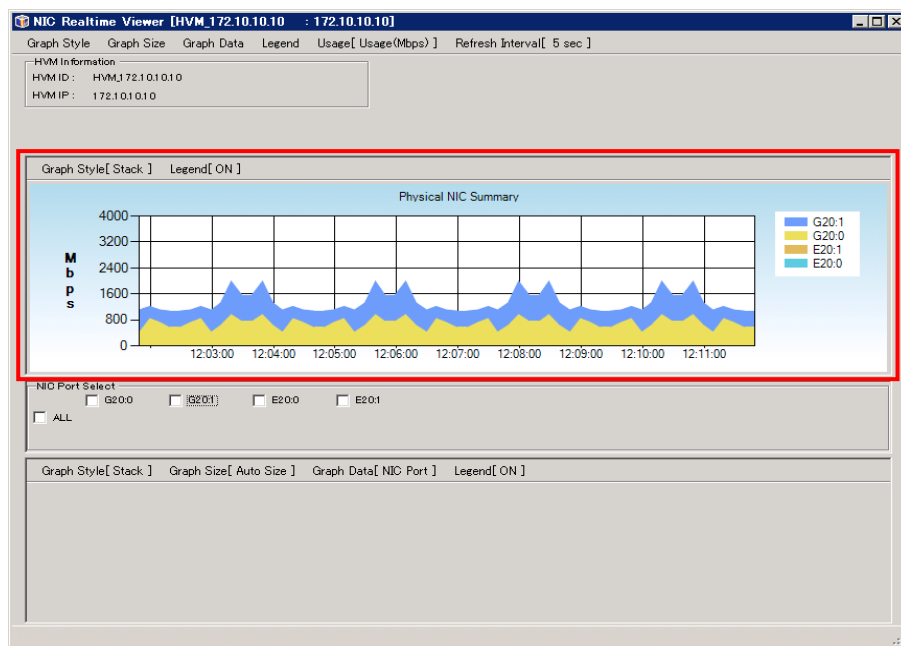 NIC Realtime Viewer [HVM_172.10.10.10 : 172.10.10.10]
Graph Style Graph Size Graph Data Legend Usage[ Usage(Mbps) ] Refresh Interval[ 5 sec ]
HVM Information
HVM ID : HVM_172.10.10.10
HVM IP : 172.10.10.10
Graph Style[ Stack ] Legend[ ON ]
Physical NIC Summary
Mbps
4000
3200
2400
1600
800
0
12:03:00 12:04:00 12:05:00 12:06:00 12:07:00 12:08:00 12:09:00 12:10:00 12:11:00
G20:1
G20:0
E20:1
E20:0
NIC Port Select
G20:0 G20:1 E20:0 E20:1
ALL
Graph Style[ Stack ] Graph Size[ Auto Size ] Graph Data[ NIC Port ] Legend[ ON ]